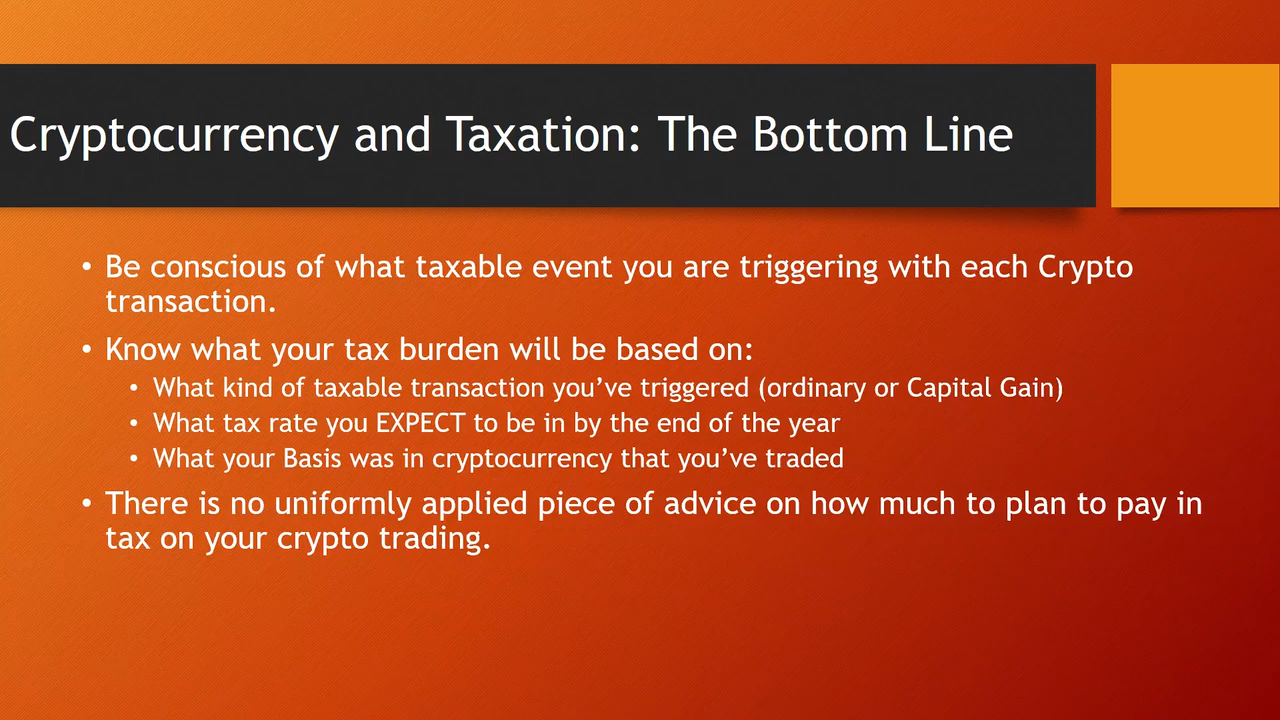 Cryptocurrency and Taxation: The Bottom Line
• Be conscious of what taxable event you are triggering with each Crypto
transaction.
• Know what your tax burden will be based on:
• What kind of taxable transaction you’ve triggered (ordinary or Capital Gain)
• What tax rate you EXPECT to be in by the end of the year
• What your Basis was in cryptocurrency that you’ve traded
• There is no uniformly applied piece of advice on how much to plan to pay in
tax on your crypto trading.